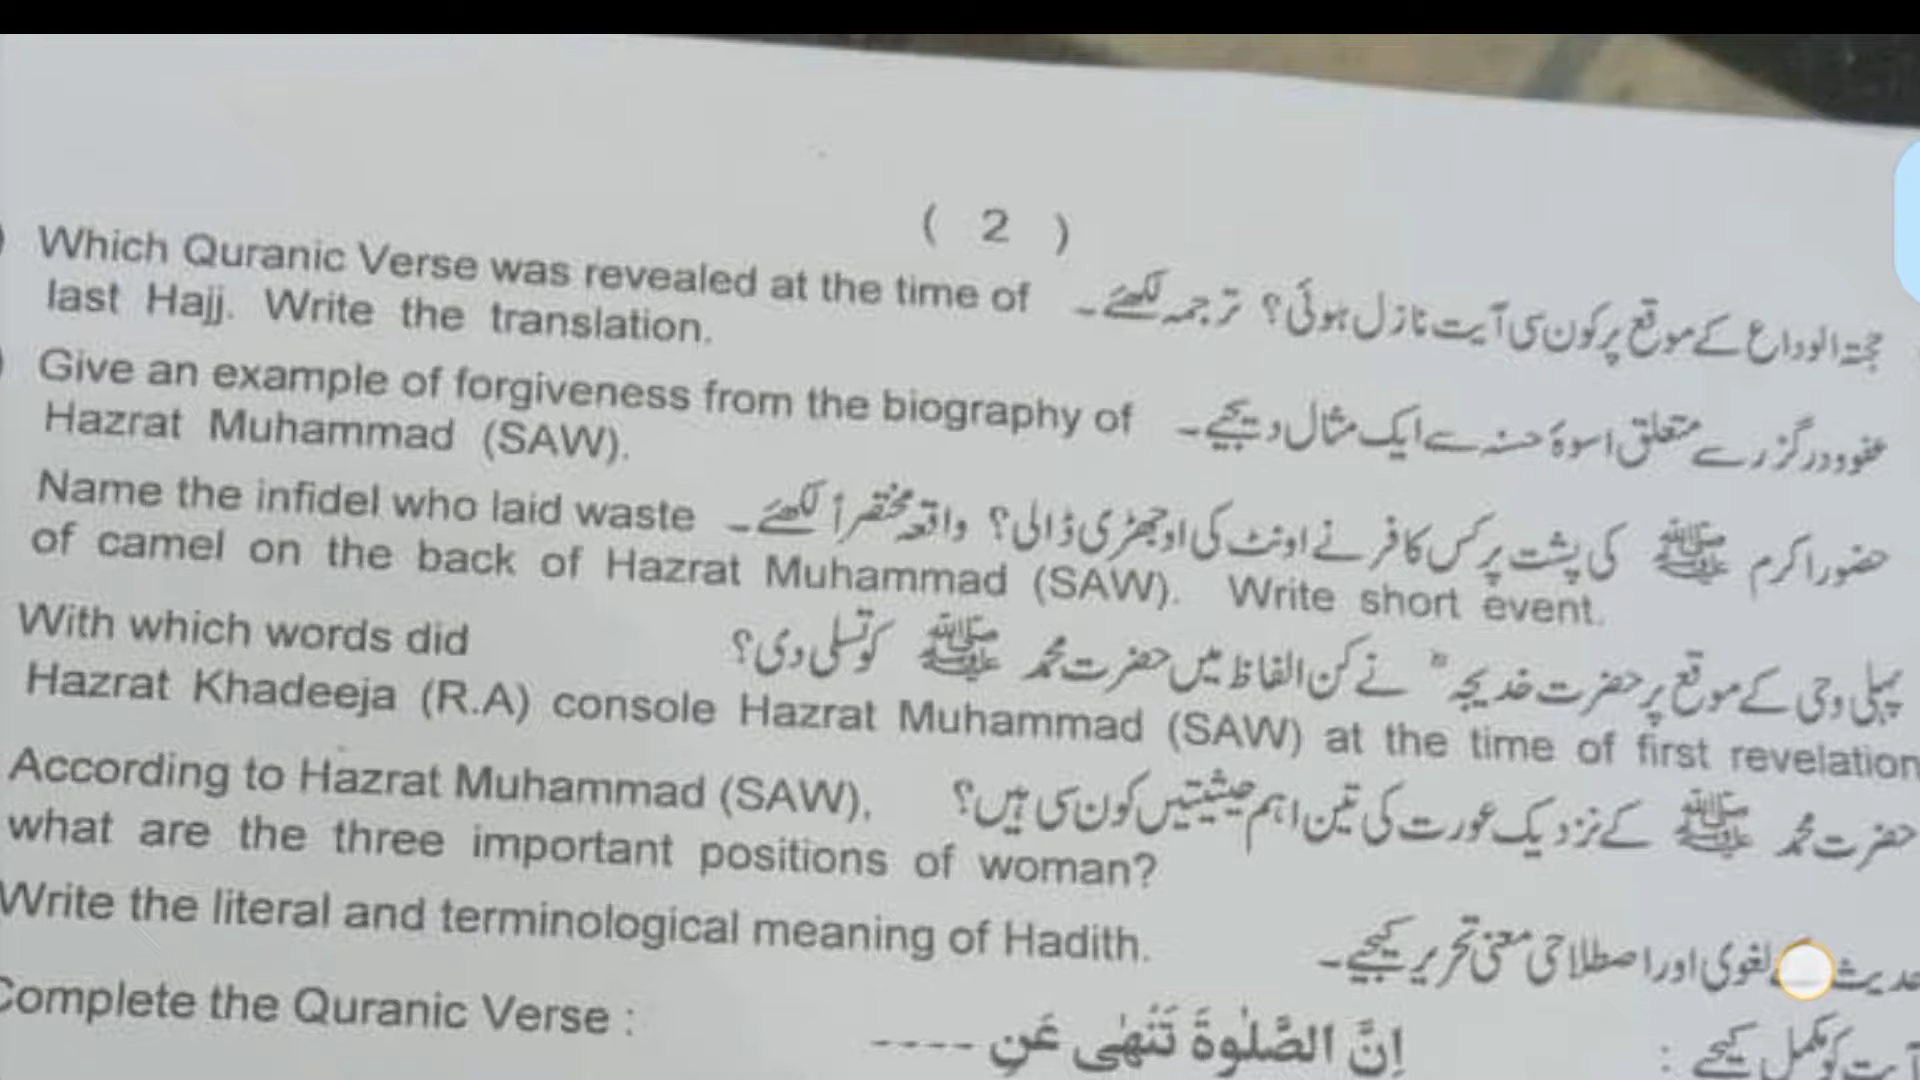 ( 2 )
Which Quranic Verse was revealed at the time of حجۃ الوداع کے موقع پر کون سی آیت نازل ہوئی؟ ترجمہ لکھئے۔
last Hajj. Write the translation.
Give an example of forgiveness from the biography of عفوودرگزر سے متعلق اسوۂ حسنہ سے ایک مثال دیجیے۔
Hazrat Muhammad (SAW).
Name the infidel who laid waste حضور اکرم ﷺ کی پشت پر کس کافر نے اونٹ کی اوجھڑی ڈالی؟ واقعہ مختصراً لکھئے۔
of camel on the back of Hazrat Muhammad (SAW). Write short event.
With which words did پہلی وحی کے موقع پر حضرت خدیجہؓ نے کن الفاظ میں حضرت محمد ﷺ کو تسلی دی؟
Hazrat Khadeeja (R.A) console Hazrat Muhammad (SAW) at the time of first revelation
According to Hazrat Muhammad (SAW), حضرت محمد ﷺ کے نزدیک عورت کی تین اہم حیثیتیں کون سی ہیں؟
what are the three important positions of woman?
Write the literal and terminological meaning of Hadith. لغوی اور اصطلاحی معنی تحریر کیجیے۔
Complete the Quranic Verse : آیت کو مکمل کیجیے : اِنَّ الصَّلٰوةَ تَنْهٰى عَنِ ----